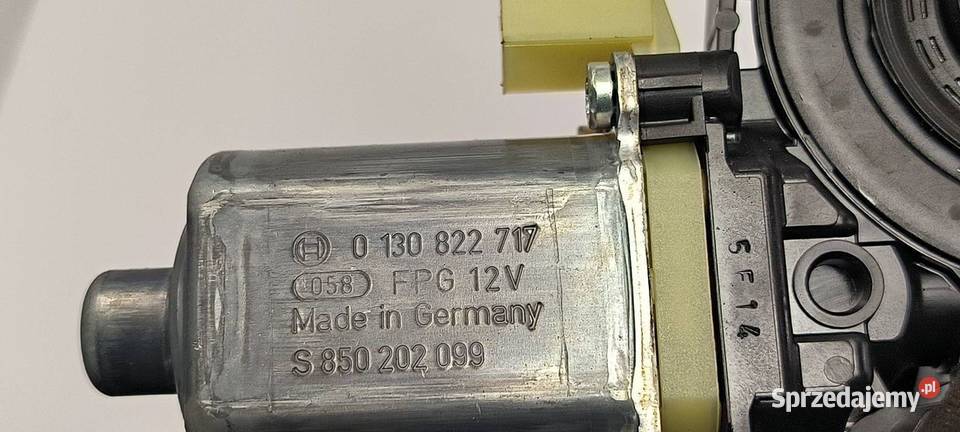 0 130 822 717
058 FPG 12V
Made in Germany
S 850 202 099
5F14
Sprzedajemy.pl